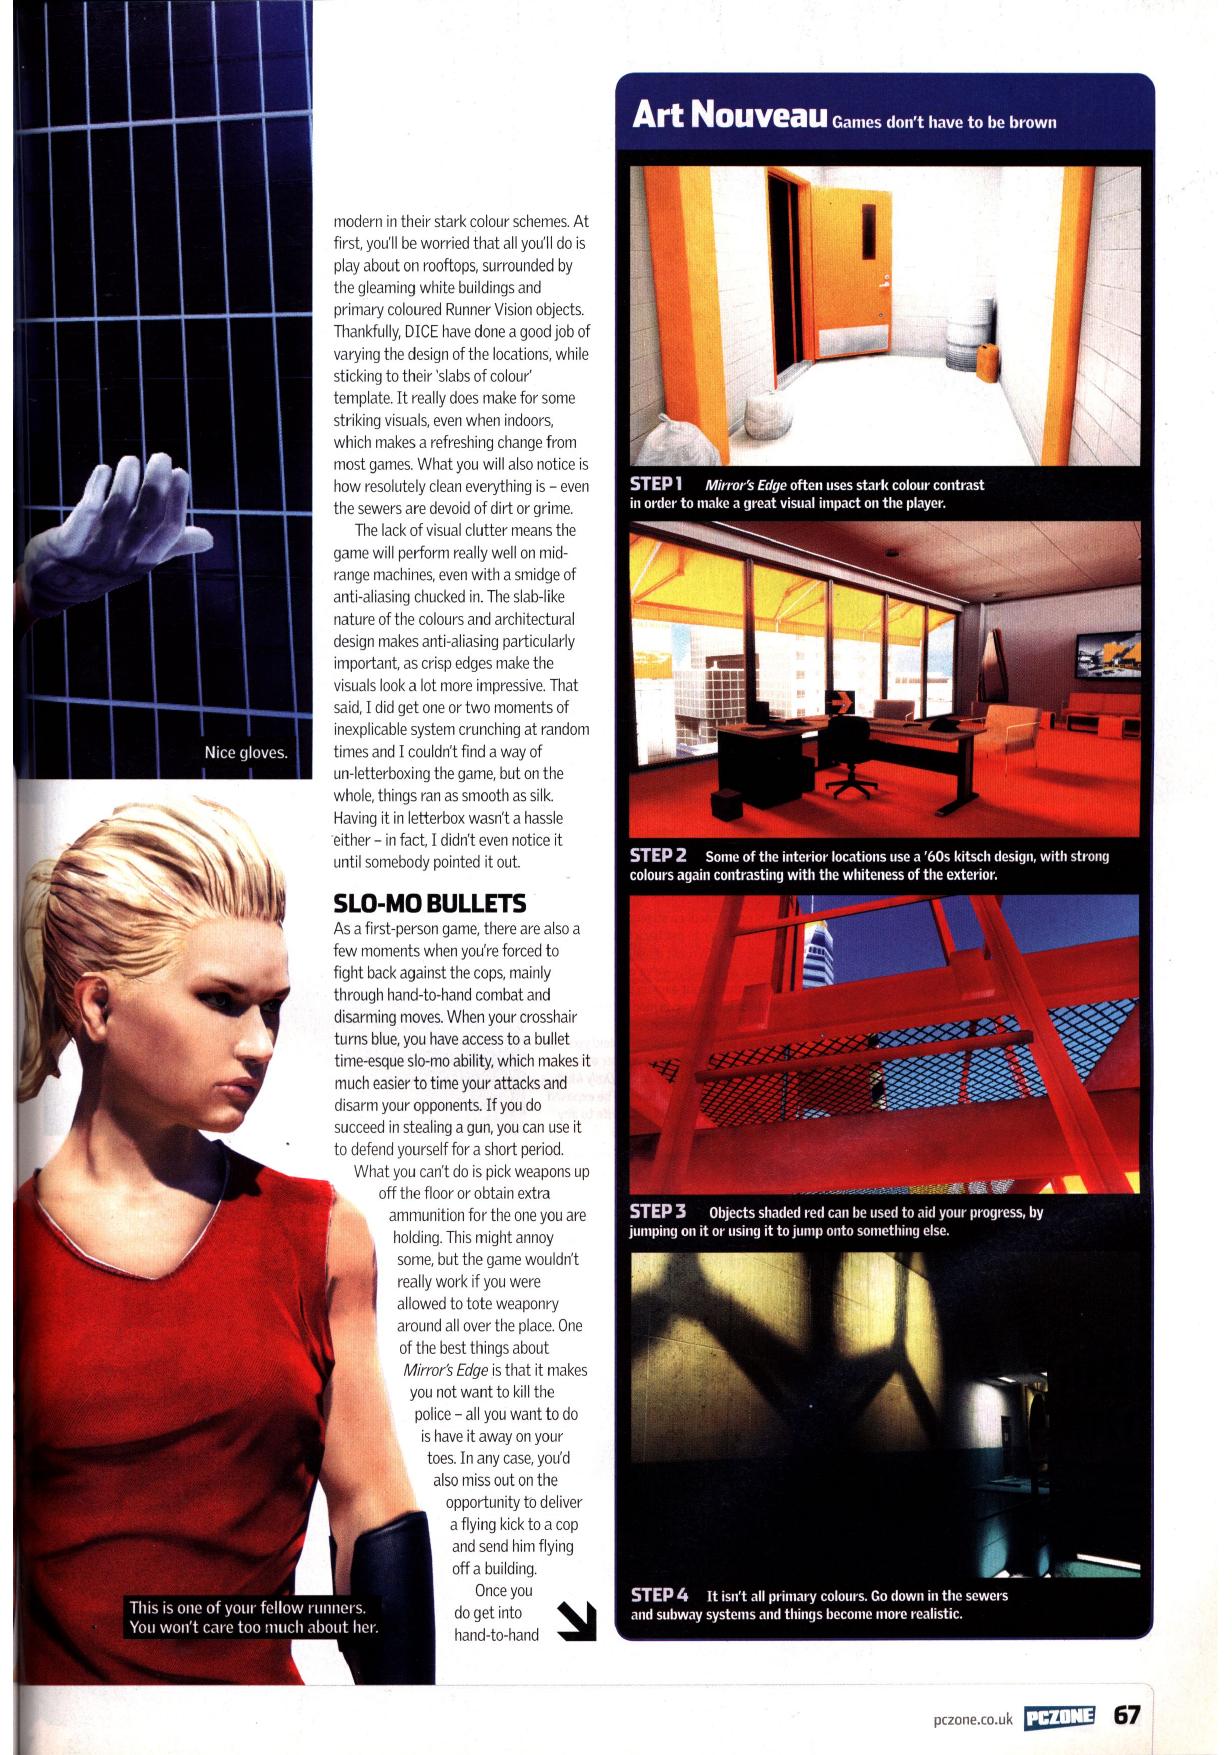 Nice gloves.
modern in their stark colour schemes. At
first, you'll be worried that all you'll do is
play about on rooftops, surrounded by
the gleaming white buildings and
primary coloured Runner Vision objects.
Thankfully, DICE have done a good job of
varying the design of the locations, while
sticking to their 'slabs of colour'
template. It really does make for some
striking visuals, even when indoors,
which makes a refreshing change from
most games. What you will also notice is
how resolutely clean everything is – even
the sewers are devoid of dirt or grime.
The lack of visual clutter means the
game will perform really well on mid-
range machines, even with a smidge of
anti-aliasing chucked in. The slab-like
nature of the colours and architectural
design makes anti-aliasing particularly
important, as crisp edges make the
visuals look a lot more impressive. That
said, I did get one or two moments of
inexplicable system crunching at random
times and I couldn't find a way of
un-letterboxing the game, but on the
whole, things ran as smooth as silk.
Having it in letterbox wasn't a hassle
either – in fact, I didn't even notice it
until somebody pointed it out.
SLO-MO BULLETS
As a first-person game, there are also a
few moments when you're forced to
fight back against the cops, mainly
through hand-to-hand combat and
disarming moves. When your crosshair
turns blue, you have access to a bullet
time-esque slo-mo ability, which makes it
much easier to time your attacks and
disarm your opponents. If you do
succeed in stealing a gun, you can use it
to defend yourself for a short period.
What you can't do is pick weapons up
off the floor or obtain extra
ammunition for the one you are
holding. This might annoy
some, but the game wouldn't
really work if you were
allowed to tote weaponry
around all over the place. One
of the best things about
Mirror's Edge is that it makes
you not want to kill the
police – all you want to do
is have it away on your
toes. In any case, you'd
also miss out on the
opportunity to deliver
a flying kick to a cop
and send him flying
off a building.
Once you
do get into
hand-to-hand
This is one of your fellow runners.
You won't care too much about her.
Art Nouveau Games don't have to be brown
STEP 1 Mirror's Edge often uses stark colour contrast
in order to make a great visual impact on the player.
STEP 2 Some of the interior locations use a '60s kitsch design, with strong
colours again contrasting with the whiteness of the exterior.
STEP 3 Objects shaded red can be used to aid your progress, by
jumping on it or using it to jump onto something else.
STEP 4 It isn't all primary colours. Go down in the sewers
and subway systems and things become more realistic.
pczone.co.uk PCZONE 67